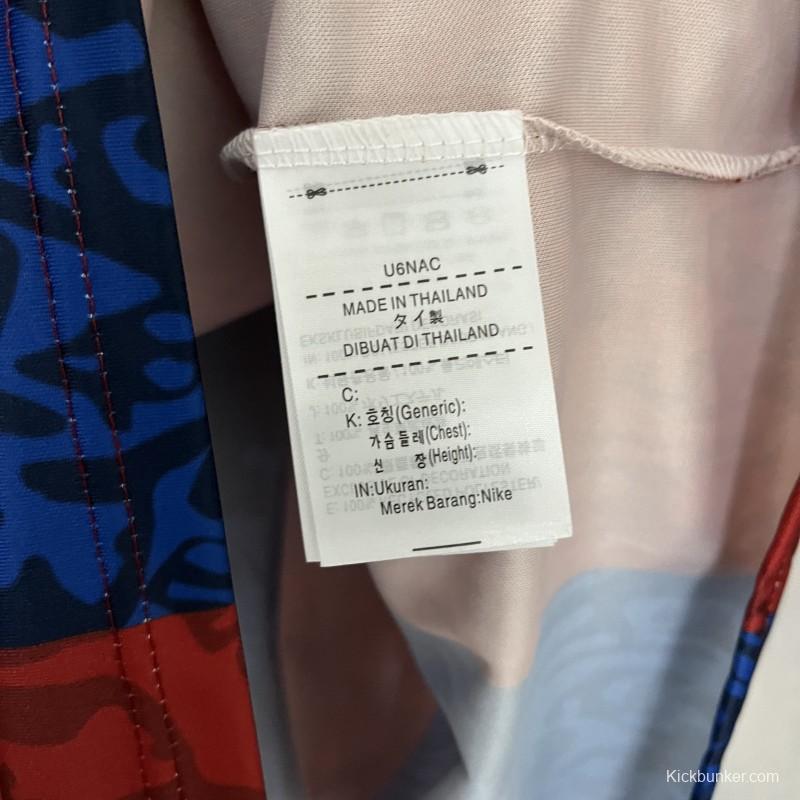 U6NAC
MADE IN THAILAND
タイ製
DIBUAT DI THAILAND
C:
K: 호칭(Generic):
가슴둘레(Chest):
신 장(Height):
IN:Ukuran:
Merek Barang:Nike
Kickbunker.com